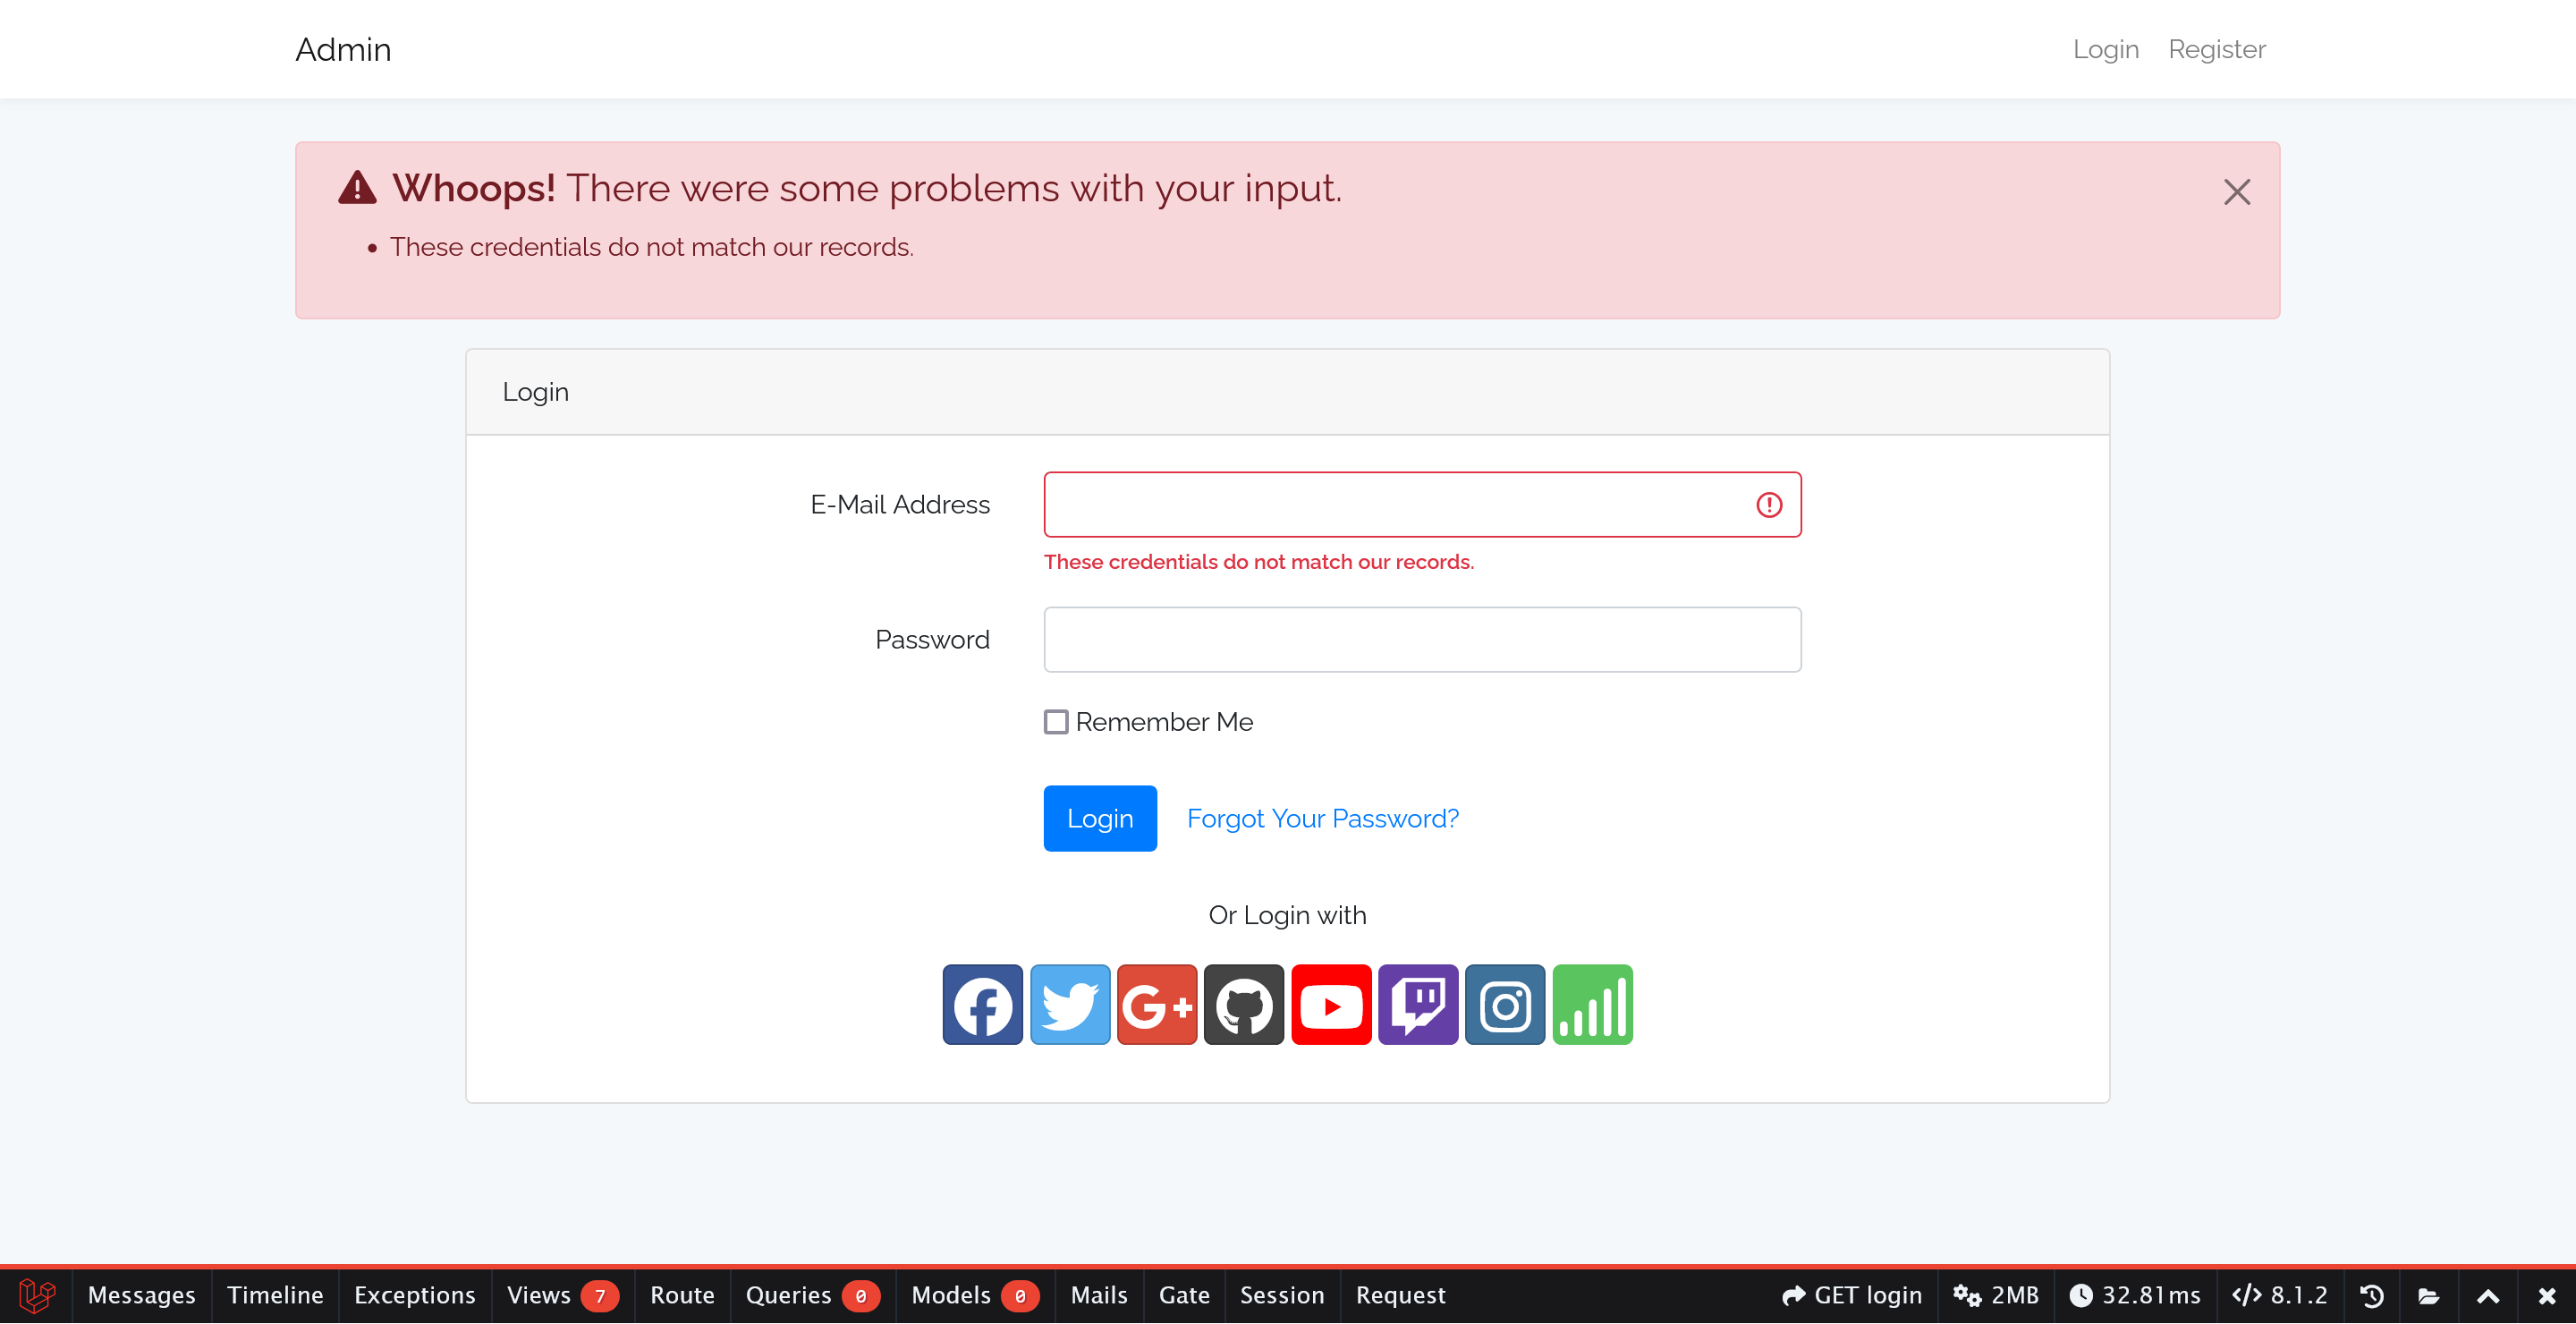 Admin
Login Register
Whoops! There were some problems with your input.
These credentials do not match our records.
Login
E-Mail Address
These credentials do not match our records.
Password
Remember Me
Login Forgot Your Password?
Or Login with
Messages Timeline Exceptions Views 7 Route Queries 0 Models 0 Mails Gate Session Request GET login 2MB 32.81ms 8.1.2